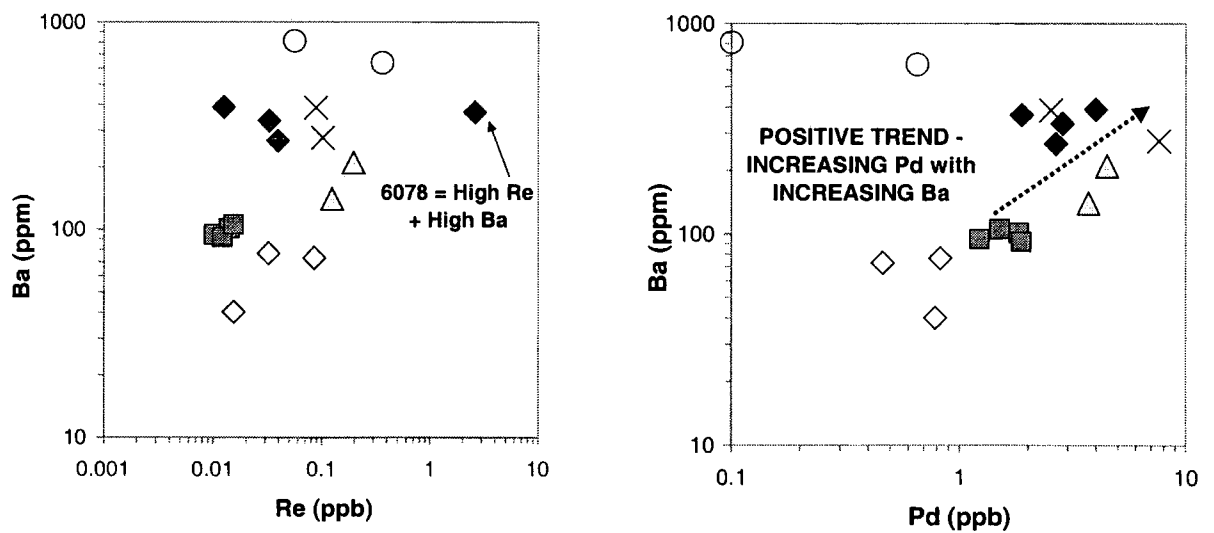 1000
100
10
Ba (ppm)
0.001 0.01 0.1 1 10
Re (ppb)
6078 = High Re
+ High Ba
1000
100
10
Ba (ppm)
0.1 1 10
Pd (ppb)
POSITIVE TREND -
INCREASING Pd with
INCREASING Ba